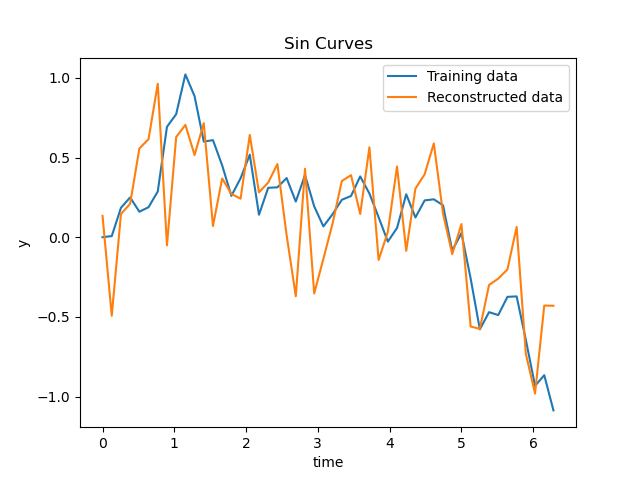 Sin Curves
Training data
Reconstructed data
1.0
0.5
0.0
−0.5
−1.0
y
0 1 2 3 4 5 6
time